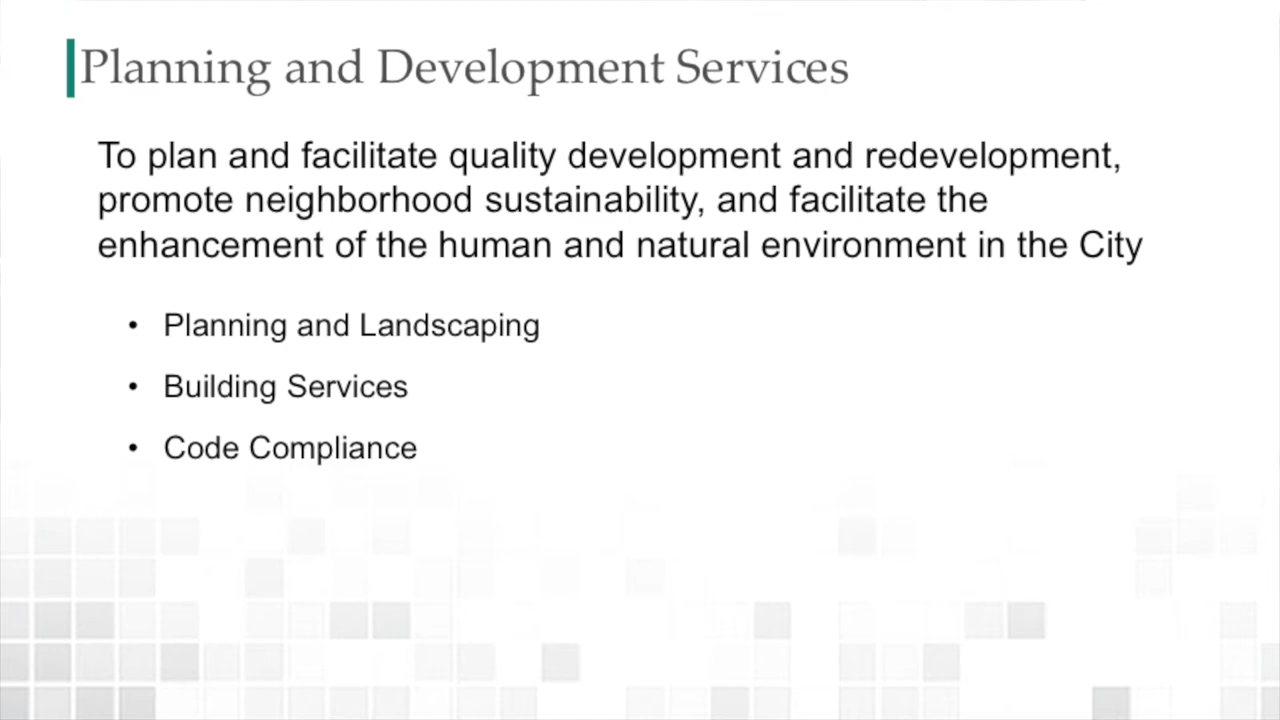 Planning and Development Services
To plan and facilitate quality development and redevelopment,
promote neighborhood sustainability, and facilitate the
enhancement of the human and natural environment in the City
• Planning and Landscaping
• Building Services
• Code Compliance